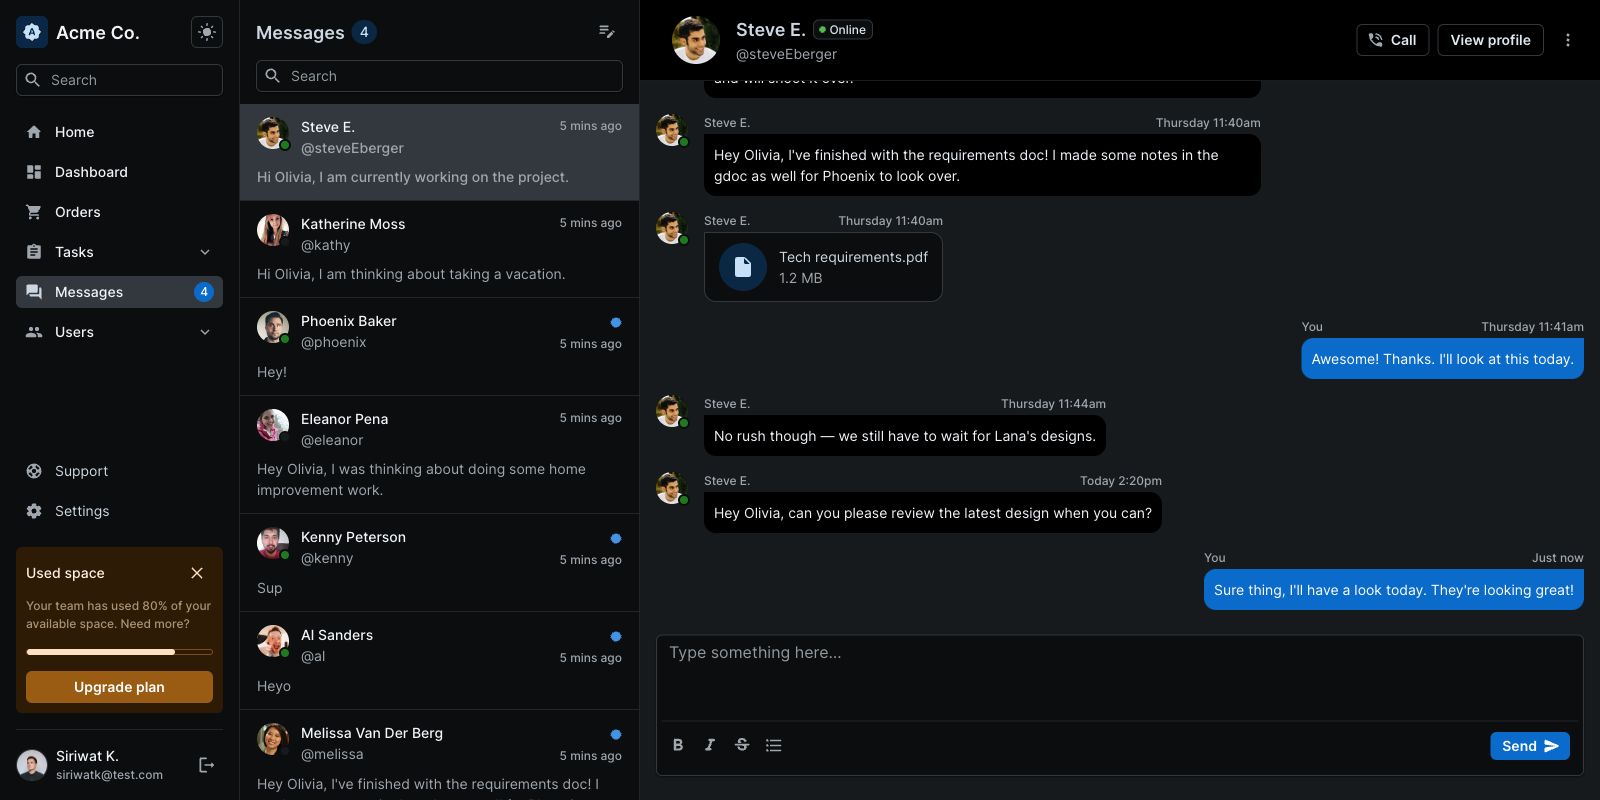 Acme Co.
Search
Home
Dashboard
Orders
Tasks
Messages 4
Users
Support
Settings
Used space
Your team has used 80% of your
available space. Need more?
Upgrade plan
Siriwat K.
siriwatk@test.com
Messages 4
Search
Steve E. 5 mins ago
@steveEberger
Hi Olivia, I am currently working on the project.
Katherine Moss 5 mins ago
@kathy
Hi Olivia, I am thinking about taking a vacation.
Phoenix Baker
@phoenix 5 mins ago
Hey!
Eleanor Pena 5 mins ago
@eleanor
Hey Olivia, I was thinking about doing some home
improvement work.
Kenny Peterson
@kenny 5 mins ago
Sup
Al Sanders
@al 5 mins ago
Heyo
Melissa Van Der Berg
@melissa 5 mins ago
Hey Olivia, I've finished with the requirements doc! I
Steve E. Online
@steveEberger
Call
View profile
and will shoot it over.
Steve E. Thursday 11:40am
Hey Olivia, I've finished with the requirements doc! I made some notes in the
gdoc as well for Phoenix to look over.
Steve E. Thursday 11:40am
Tech requirements.pdf
1.2 MB
You Thursday 11:41am
Awesome! Thanks. I'll look at this today.
Steve E. Thursday 11:44am
No rush though — we still have to wait for Lana's designs.
Steve E. Today 2:20pm
Hey Olivia, can you please review the latest design when you can?
You Just now
Sure thing, I'll have a look today. They're looking great!
Type something here...
B I S
Send